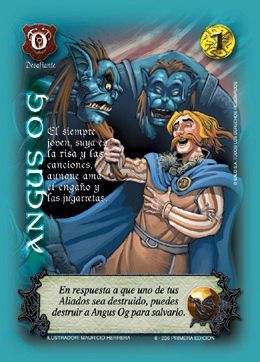 0
1
Desafiante
ANGUS OG
El siempre
joven, suya es
la risa y las
canciones,
aunque ama
el engaño y
las jugarretas.
En respuesta a que uno de tus
Aliados sea destruido, puedes
destruir a Angus Og para salvarlo.
ILUSTRADOR: MAURICIO HERRERA
PRIMERA EDICION